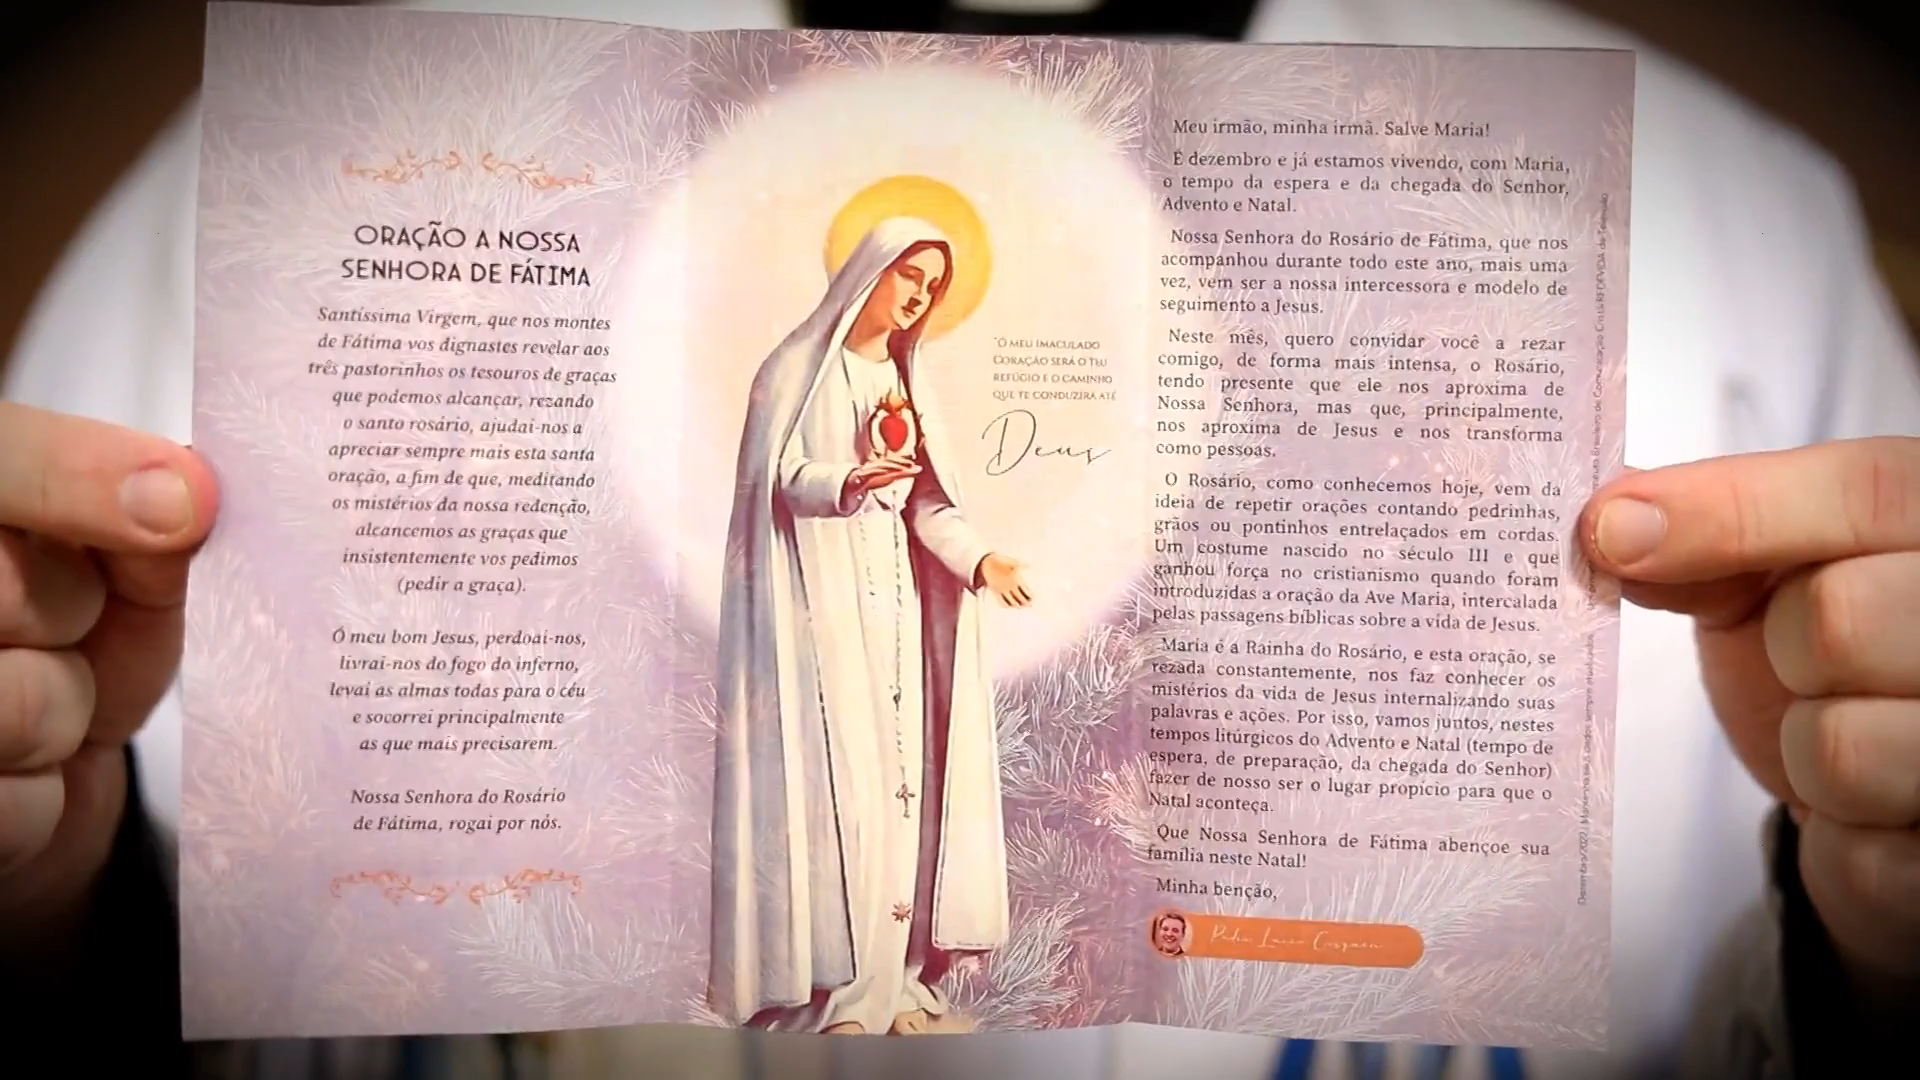 ORAÇÃO A NOSSA
SENHORA DE FÁTIMA
Santíssima Virgem, que nos montes
de Fátima vos dignastes revelar aos
três pastorinhos os tesouros de graças
que podemos alcançar, rezando
o santo rosário, ajudai-nos a
apreciar sempre mais esta santa
oração, a fim de que, meditando
os mistérios da nossa redenção,
alcancemos as graças que
insistentemente vos pedimos
(pedir a graça).
Ó meu bom Jesus, perdoai-nos,
livrai-nos do fogo do inferno,
levai as almas todas para o céu
e socorrei principalmente
as que mais precisarem.
Nossa Senhora do Rosário
de Fátima, rogai por nós.
"O MEU IMACULADO
CORAÇÃO SERÁ O TEU
REFÚGIO E O CAMINHO
QUE TE CONDUZIRÁ ATÉ
Deus
Meu irmão, minha irmã. Salve Maria!
É dezembro e já estamos vivendo, com Maria,
o tempo da espera e da chegada do Senhor,
Advento e Natal.
Nossa Senhora do Rosário de Fátima, que nos
acompanhou durante todo este ano, mais uma
vez, vem ser a nossa intercessora e modelo de
seguimento a Jesus.
Neste mês, quero convidar você a rezar
comigo, de forma mais intensa, o Rosário,
tendo presente que ele nos aproxima de
Nossa Senhora, mas que, principalmente,
nos aproxima de Jesus e nos transforma
como pessoas.
O Rosário, como conhecemos hoje, vem da
ideia de repetir orações contando pedrinhas,
grãos ou pontinhos entrelaçados em cordas.
Um costume nascido no século III e que
ganhou força no cristianismo quando foram
introduzidas a oração da Ave Maria, intercalada
pelas passagens bíblicas sobre a vida de Jesus.
Maria é a Rainha do Rosário, e esta oração, se
rezada constantemente, nos faz conhecer os
mistérios da vida de Jesus internalizando suas
palavras e ações. Por isso, vamos juntos, nestes
tempos litúrgicos do Advento e Natal (tempo de
espera, de preparação, da chegada do Senhor)
fazer de nosso ser o lugar propício para que o
Natal aconteça.
Que Nossa Senhora de Fátima abençoe sua
família neste Natal!
Minha benção,
Dezembro/2022 | Mantenha seus dados sempre atualizados. de Comunicação Cristã REDEVIDA de Televisão